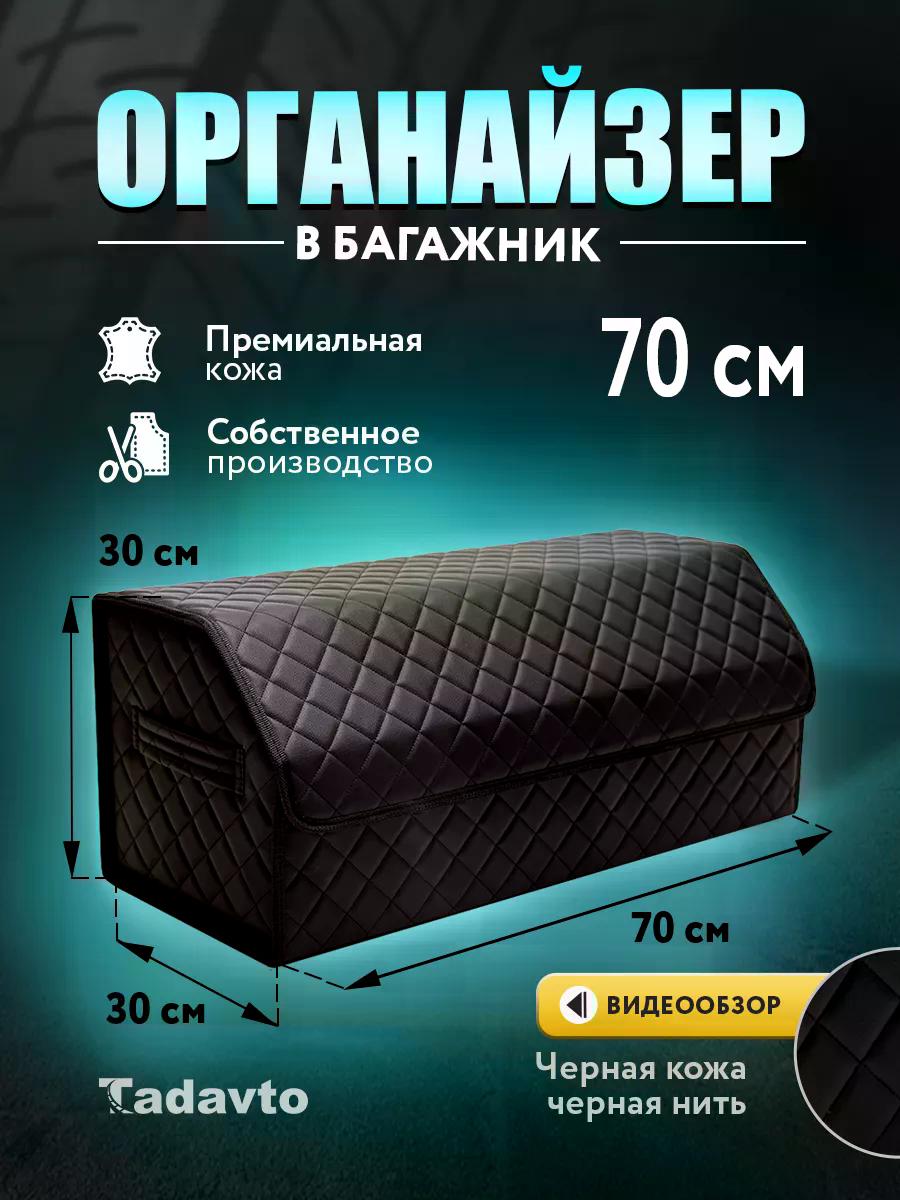 ОРГАНАЙЗЕР
В БАГАЖНИК
Премиальная
кожа
70 см
Собственное
производство
30 см
70 см
30 см
ВИДЕООБЗОР
Черная кожа
черная нить
Tadavto